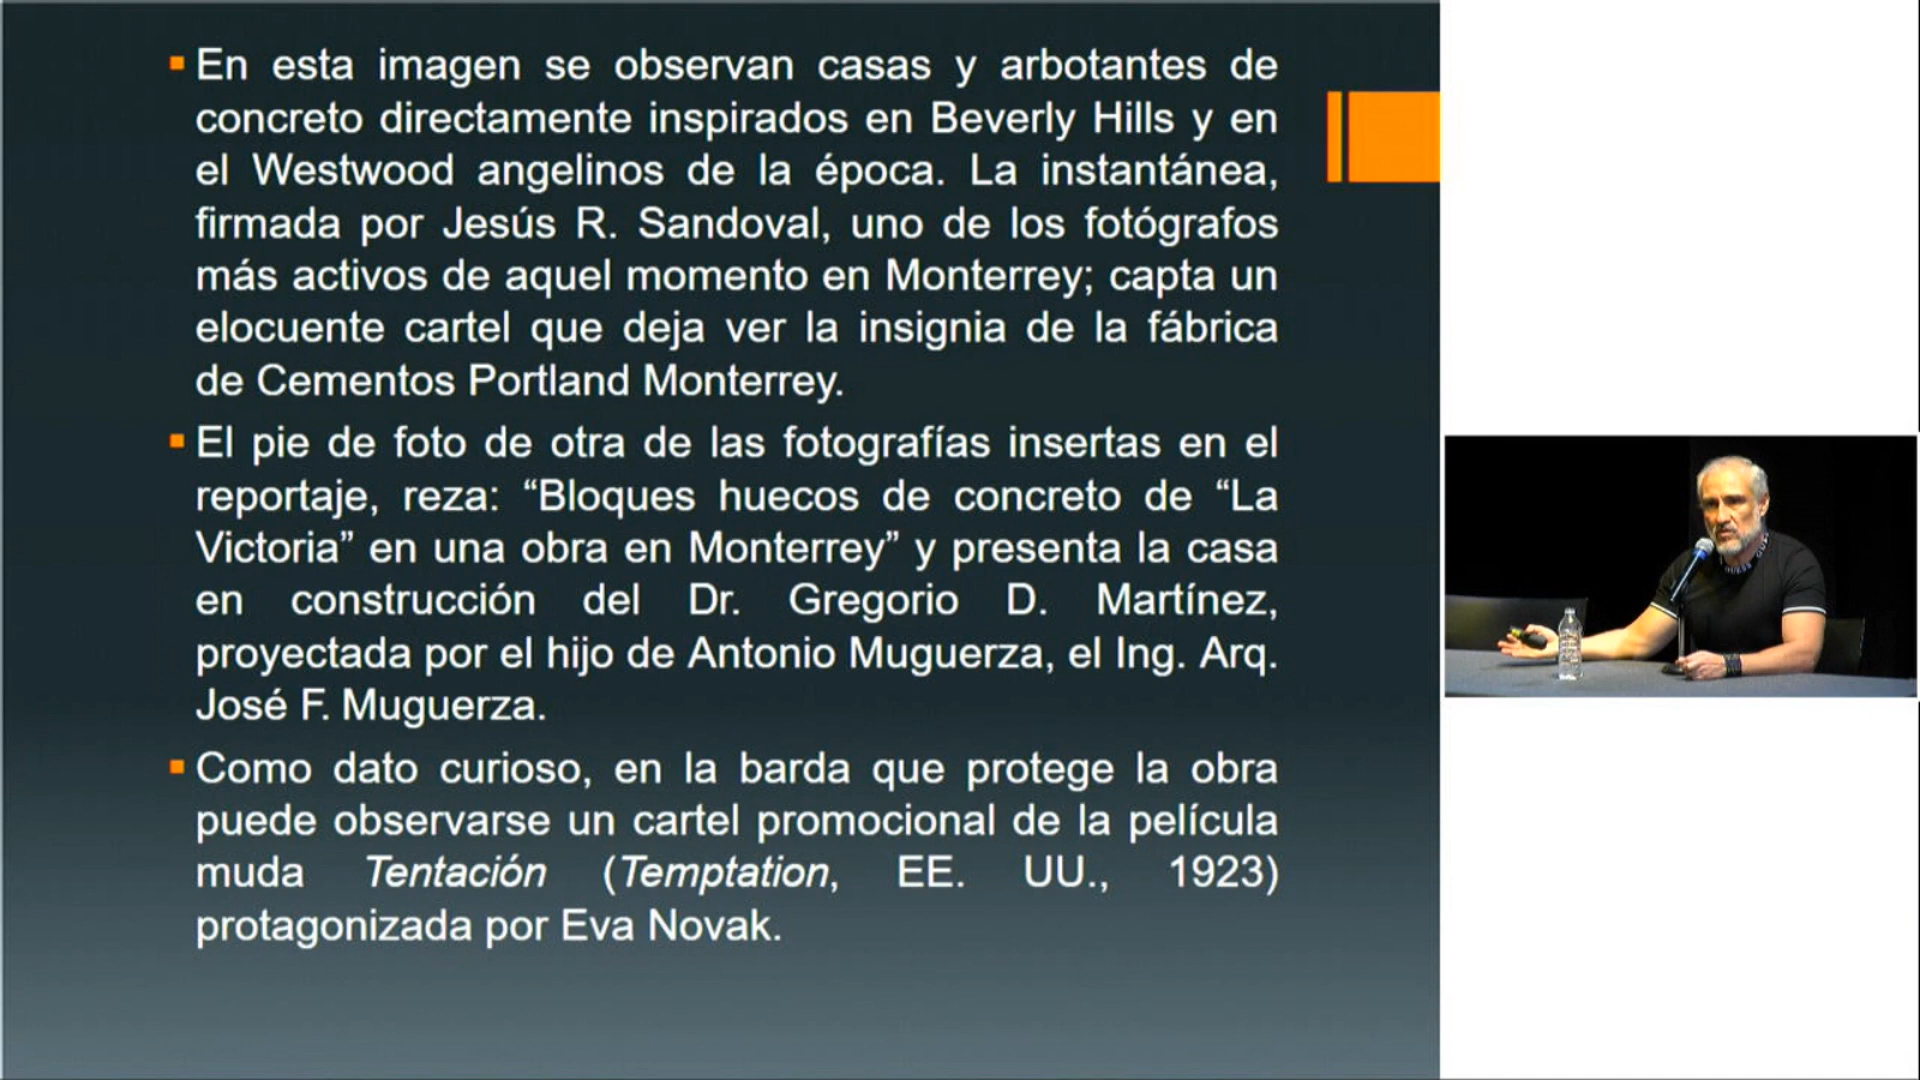 En esta imagen se observan casas y arbotantes de
concreto directamente inspirados en Beverly Hills y en
el Westwood angelinos de la época. La instantánea,
firmada por Jesús R. Sandoval, uno de los fotógrafos
más activos de aquel momento en Monterrey; capta un
elocuente cartel que deja ver la insignia de la fábrica
de Cementos Portland Monterrey.
El pie de foto de otra de las fotografías insertas en el
reportaje, reza: “Bloques huecos de concreto de “La
Victoria” en una obra en Monterrey” y presenta la casa
en construcción del Dr. Gregorio D. Martínez,
proyectada por el hijo de Antonio Muguerza, el Ing. Arq.
José F. Muguerza.
Como dato curioso, en la barda que protege la obra
puede observarse un cartel promocional de la película
muda Tentación (Temptation, EE. UU., 1923)
protagonizada por Eva Novak.